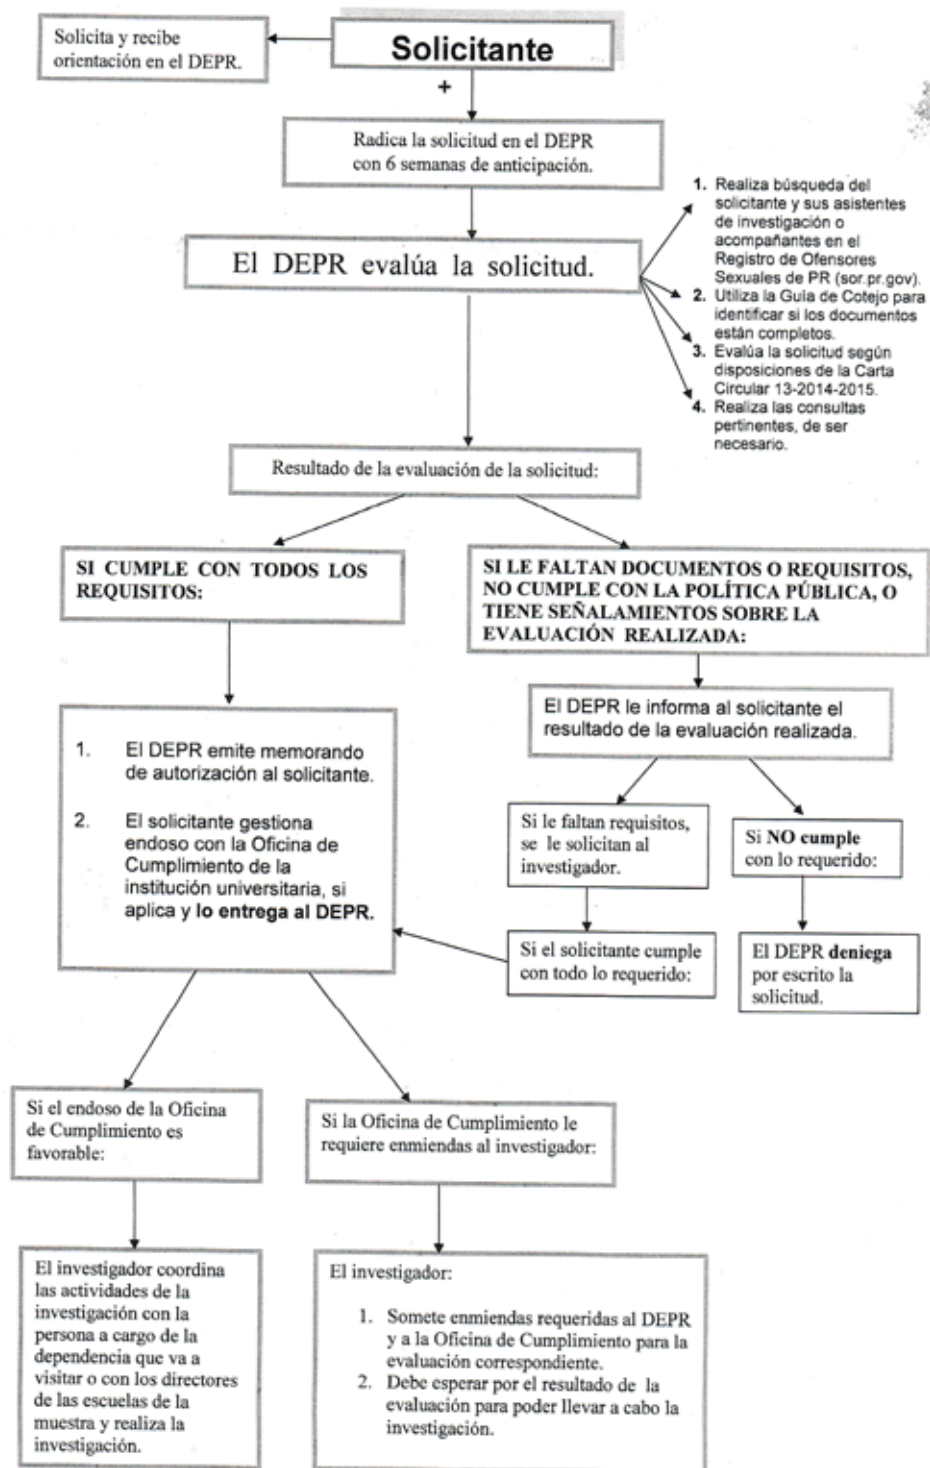 Solicita y recibe
orientación en el DEPR.
Solicitante
+
Radica la solicitud en el DEPR
con 6 semanas de anticipación.
El DEPR evalúa la solicitud.
1. Realiza búsqueda del
solicitante y sus asistentes
de investigación o
acompañantes en el
Registro de Ofensores
Sexuales de PR (sor.pr.gov).
2. Utiliza la Guía de Cotejo para
identificar si los documentos
están completos.
3. Evalúa la solicitud según
disposiciones de la Carta
Circular 13-2014-2015.
4. Realiza las consultas
pertinentes, de ser
necesario.
Resultado de la evaluación de la solicitud:
SI CUMPLE CON TODOS LOS
REQUISITOS:
SI LE FALTAN DOCUMENTOS O REQUISITOS,
NO CUMPLE CON LA POLÍTICA PÚBLICA, O
TIENE SEÑALAMIENTOS SOBRE LA
EVALUACIÓN REALIZADA:
El DEPR le informa al solicitante el
resultado de la evaluación realizada.
1. El DEPR emite memorando
de autorización al solicitante.
2. El solicitante gestiona
endoso con la Oficina de
Cumplimiento de la
institución universitaria, si
aplica y lo entrega al DEPR.
Si le faltan requisitos,
se le solicitan al
investigador.
Si NO cumple
con lo requerido:
Si el solicitante cumple
con todo lo requerido:
El DEPR deniega
por escrito la
solicitud.
Si el endoso de la Oficina
de Cumplimiento es
favorable:
Si la Oficina de Cumplimiento le
requiere enmiendas al investigador:
El investigador coordina
las actividades de la
investigación con la
persona a cargo de la
dependencia que va a
visitar o con los directores
de las escuelas de la
muestra y realiza la
investigación.
El investigador:
1. Somete enmiendas requeridas al DEPR
y a la Oficina de Cumplimiento para la
evaluación correspondiente.
2. Debe esperar por el resultado de la
evaluación para poder llevar a cabo la
investigación.